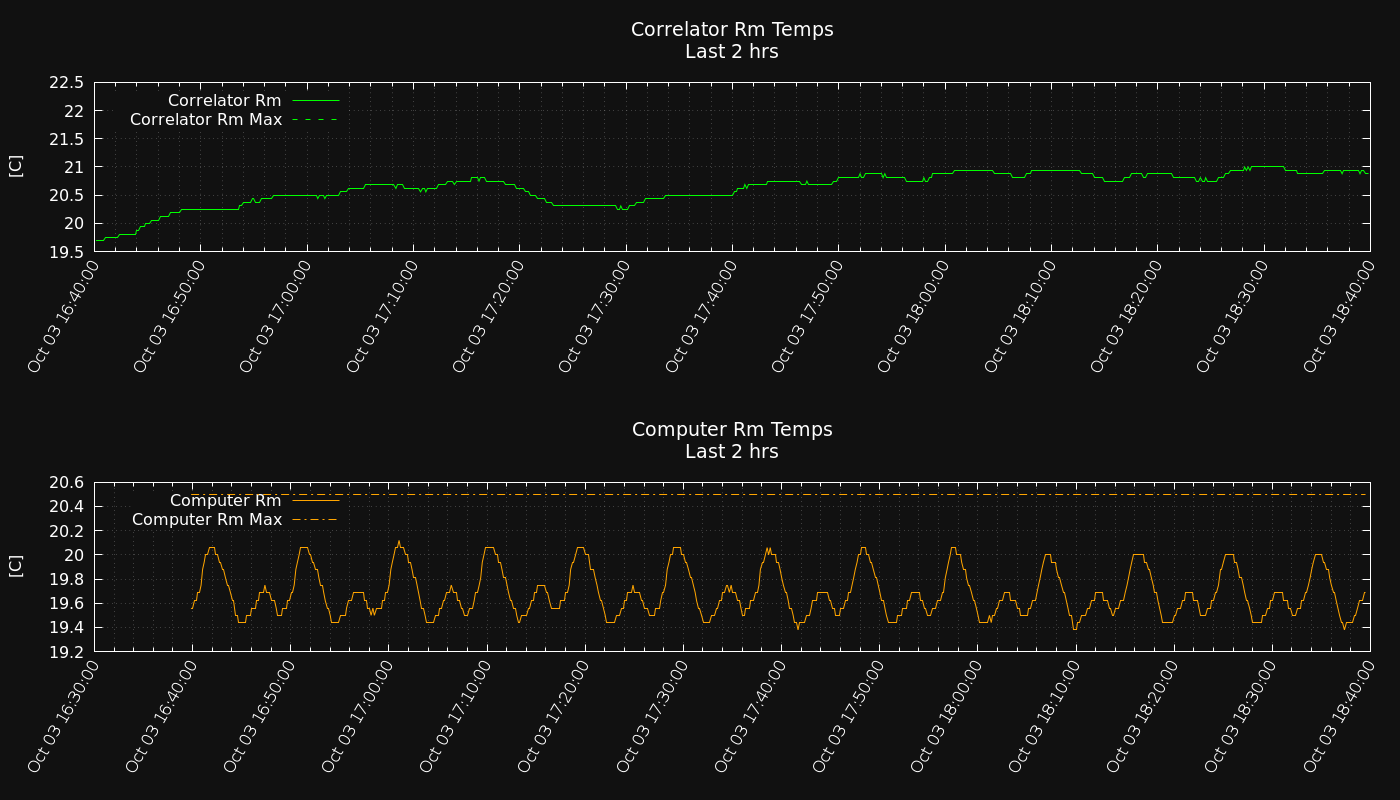 Correlator Rm Temps
Last 2 hrs
22.5
22
21.5
21
20.5
20
19.5
[C]
Correlator Rm
Correlator Rm Max
Oct 03 16:40:00
Oct 03 16:50:00
Oct 03 17:00:00
Oct 03 17:10:00
Oct 03 17:20:00
Oct 03 17:30:00
Oct 03 17:40:00
Oct 03 17:50:00
Oct 03 18:00:00
Oct 03 18:10:00
Oct 03 18:20:00
Oct 03 18:30:00
Oct 03 18:40:00
Computer Rm Temps
Last 2 hrs
20.6
20.4
20.2
20
19.8
19.6
19.4
19.2
[C]
Computer Rm
Computer Rm Max
Oct 03 16:30:00
Oct 03 16:40:00
Oct 03 16:50:00
Oct 03 17:00:00
Oct 03 17:10:00
Oct 03 17:20:00
Oct 03 17:30:00
Oct 03 17:40:00
Oct 03 17:50:00
Oct 03 18:00:00
Oct 03 18:10:00
Oct 03 18:20:00
Oct 03 18:30:00
Oct 03 18:40:00